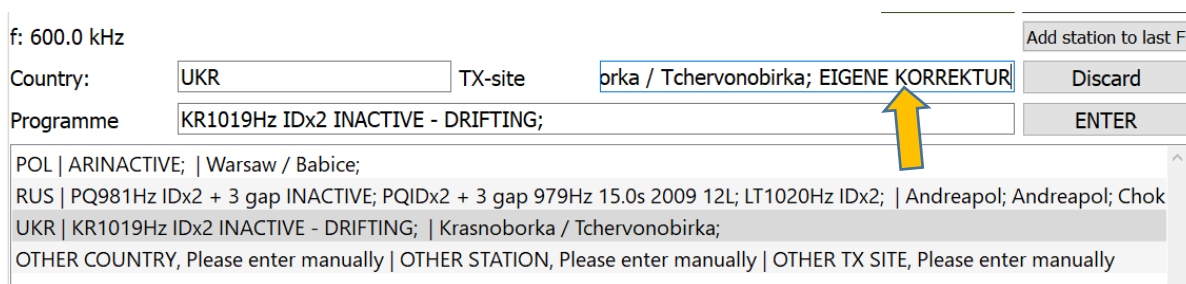 f: 600.0 kHz Add station to last F
Country: UKR TX-site orka / Tchervonobirka; EIGENE KORREKTUR Discard
Programme KR1019Hz IDx2 INACTIVE - DRIFTING; ENTER
POL | ARINACTIVE; | Warsaw / Babice;
RUS | PQ981Hz IDx2 + 3 gap INACTIVE; PQIDx2 + 3 gap 979Hz 15.0s 2009 12L; LT1020Hz IDx2; | Andreapol; Andreapol; Chok
UKR | KR1019Hz IDx2 INACTIVE - DRIFTING; | Krasnoborka / Tchervonobirka;
OTHER COUNTRY, Please enter manually | OTHER STATION, Please enter manually | OTHER TX SITE, Please enter manually